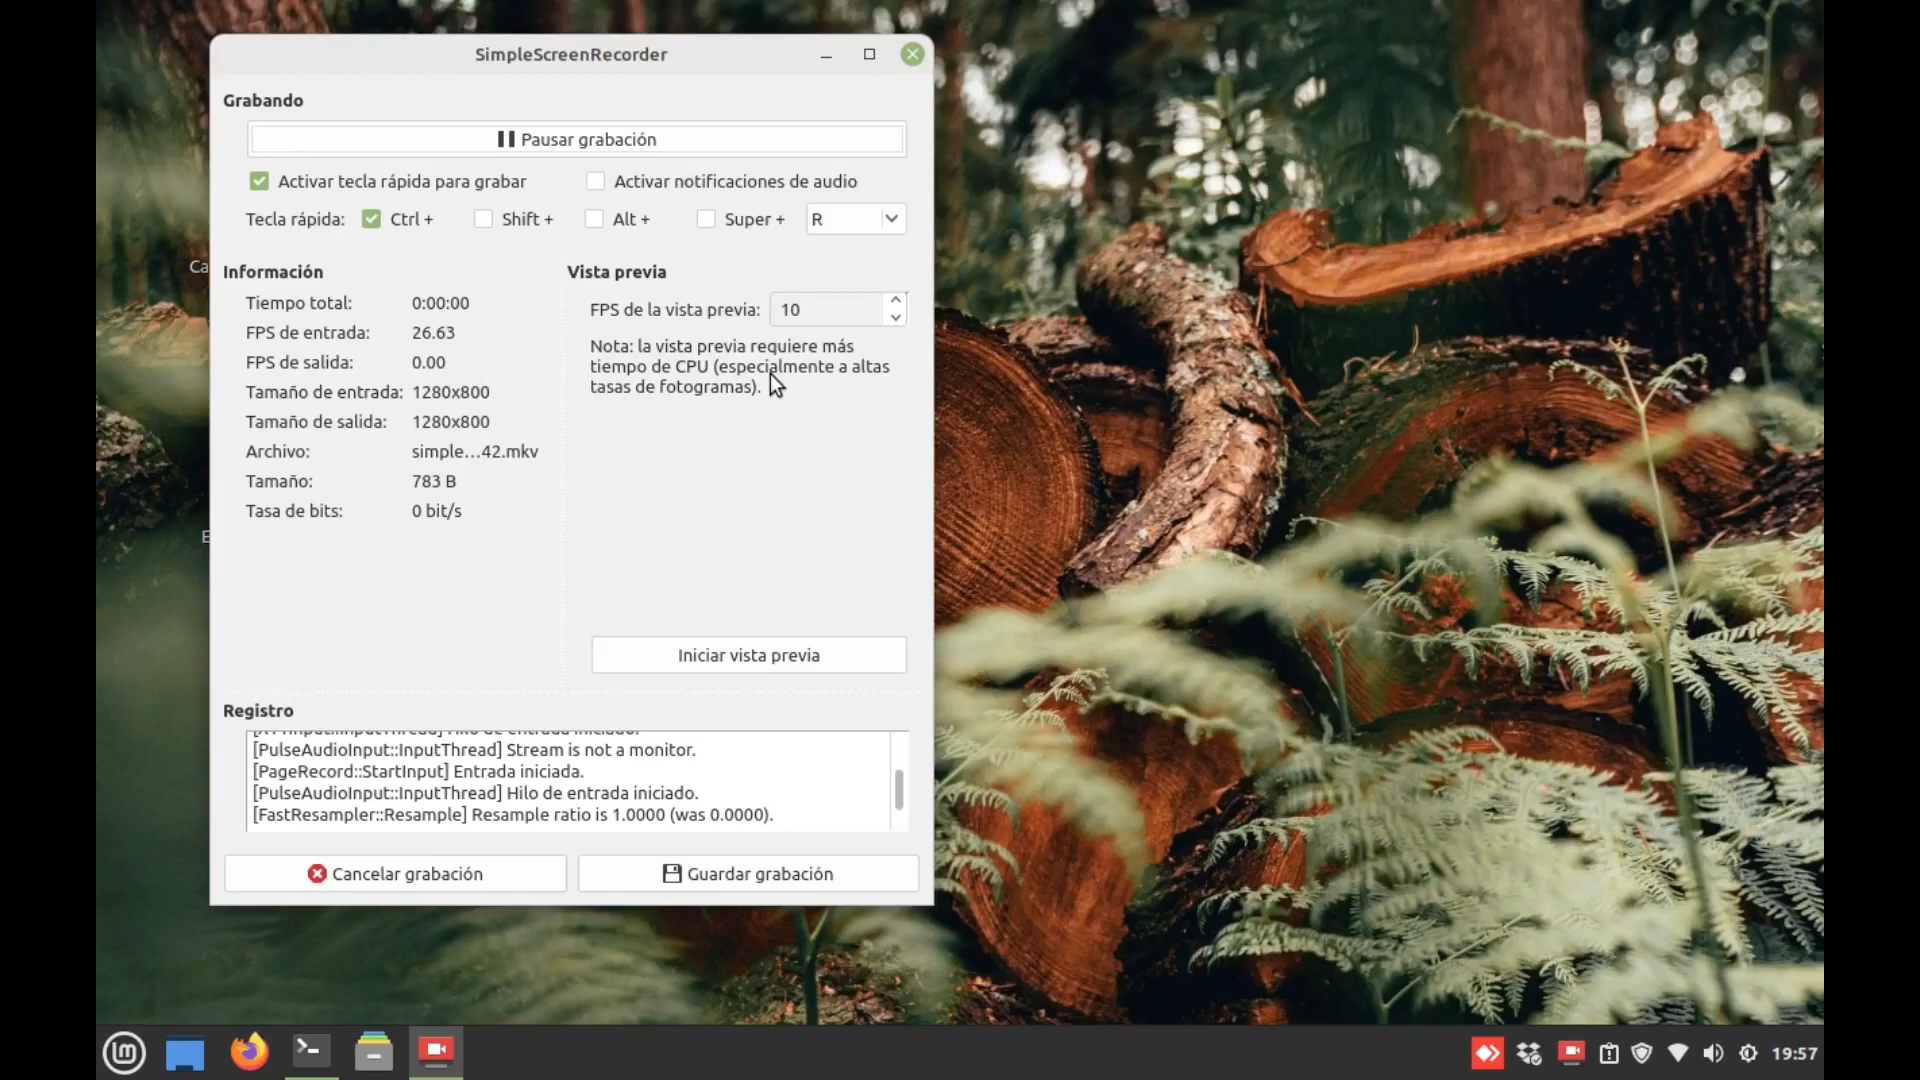 SimpleScreenRecorder
Grabando
Pausar grabación
Activar tecla rápida para grabar
Activar notificaciones de audio
Tecla rápida: Ctrl + Shift + Alt + Super + R
Información
Tiempo total: 0:00:00
FPS de entrada: 26.63
FPS de salida: 0.00
Tamaño de entrada: 1280x800
Tamaño de salida: 1280x800
Archivo: simple...42.mkv
Tamaño: 783 B
Tasa de bits: 0 bit/s
Vista previa
FPS de la vista previa: 10
Nota: la vista previa requiere más
tiempo de CPU (especialmente a altas
tasas de fotogramas).
Iniciar vista previa
Registro
[PulseAudioInput::InputThread] Stream is not a monitor.
[PageRecord::StartInput] Entrada iniciada.
[PulseAudioInput::InputThread] Hilo de entrada iniciado.
[FastResampler::Resample] Resample ratio is 1.0000 (was 0.0000).
Cancelar grabación
Guardar grabación
Ca
E
19:57